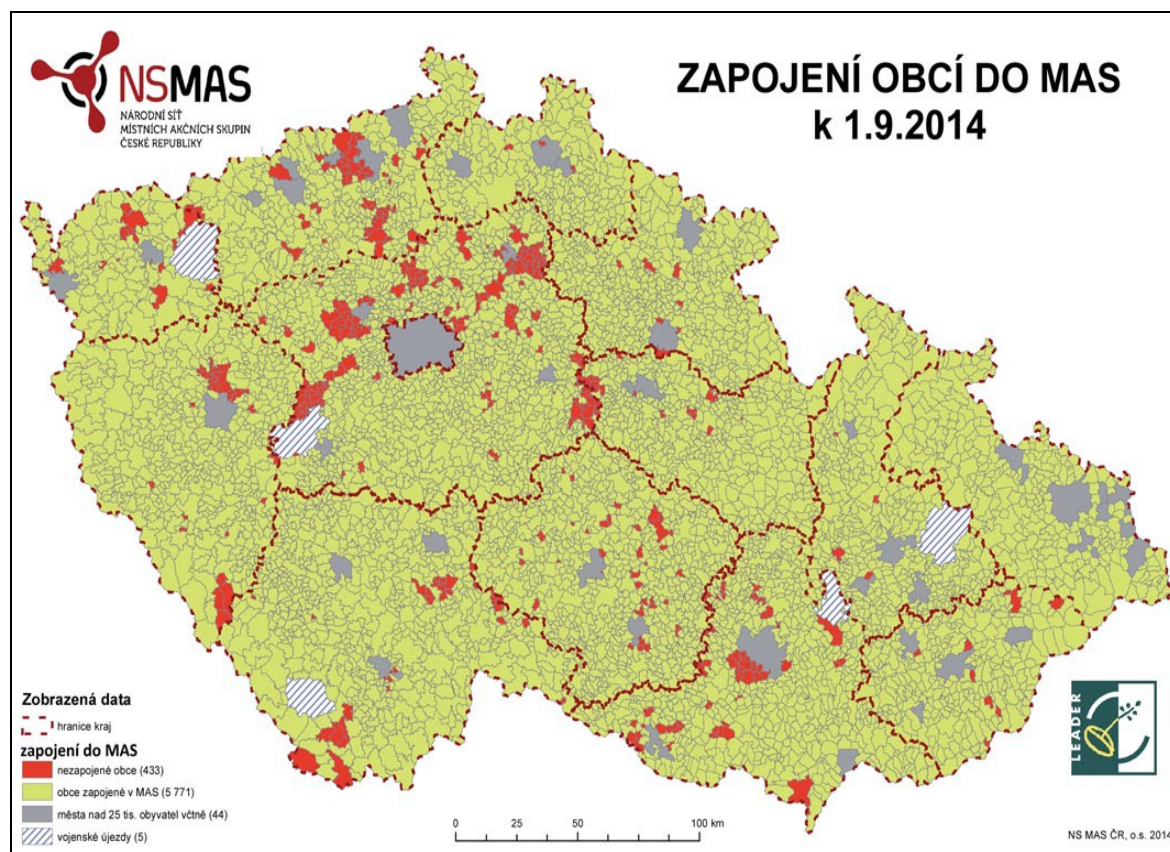 NSMAS
NÁRODNÍ SÍŤ
MÍSTNÍCH AKČNÍCH SKUPIN
ČESKÉ REPUBLIKY
ZAPOJENÍ OBCÍ DO MAS
k 1.9.2014
Zobrazená data
hranice kraj
zapojení do MAS
nezapojené obce (433)
obce zapojené v MAS (5 771)
města nad 25 tis. obyvatel včtně (44)
vojenské újezdy (5)
0 25 50 100 km
LEADER
NS MAS ČR, o.s. 2014